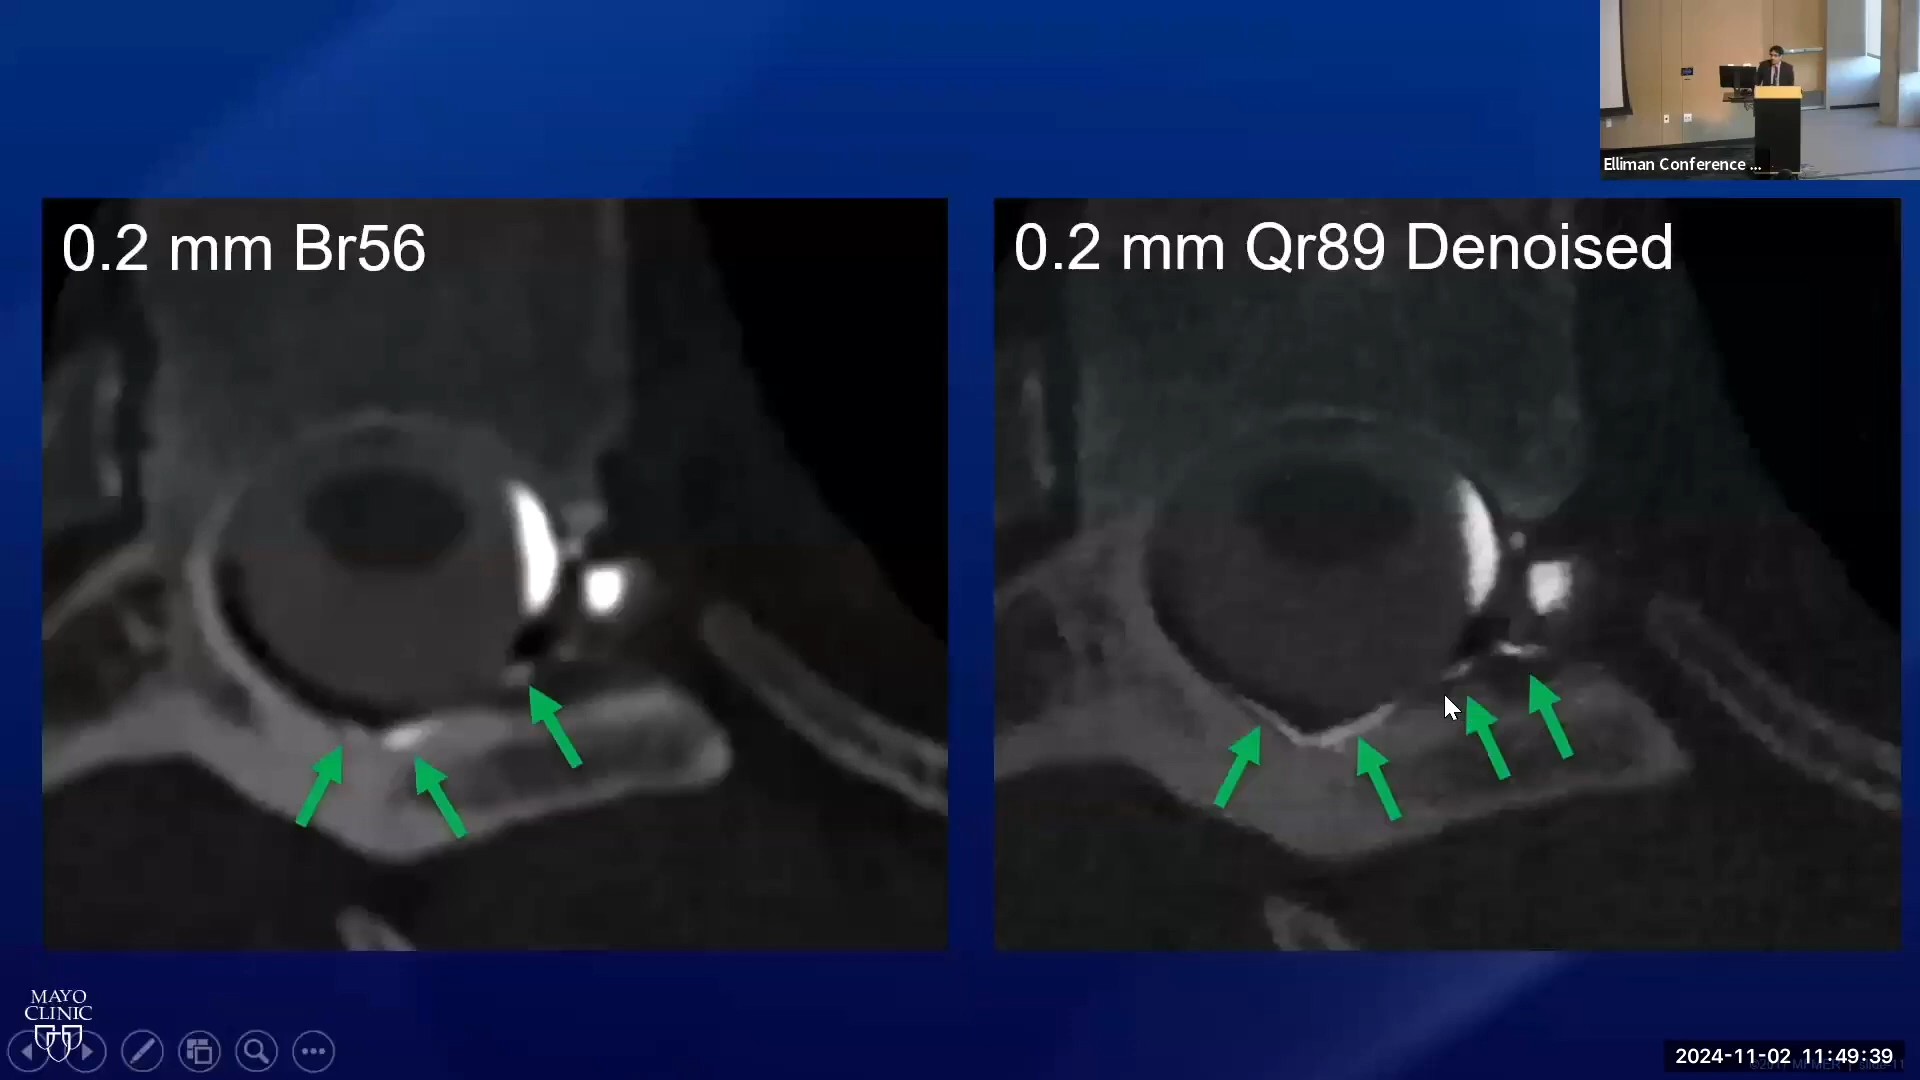 Elliman Conference ...
0.2 mm Br56
0.2 mm Qr89 Denoised
MAYO
CLINIC
2024-11-02 11:49:39